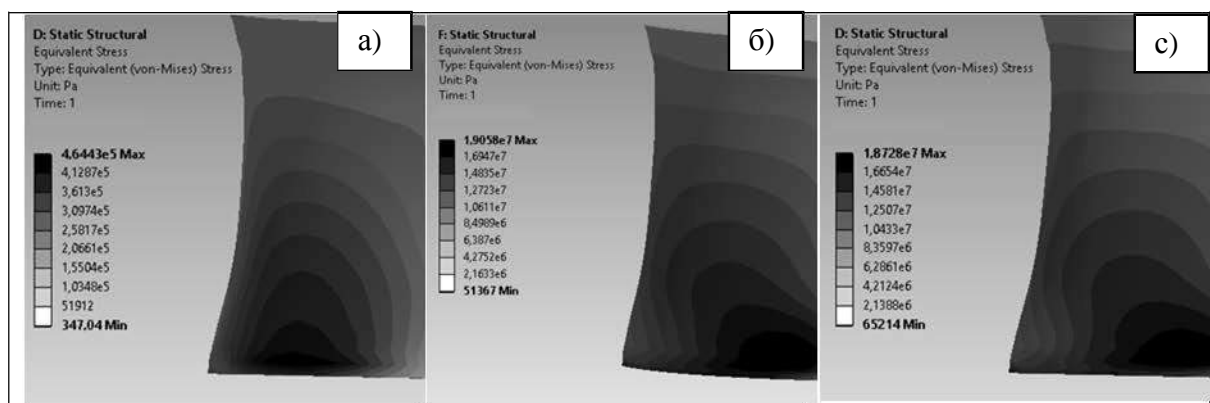 D: Static Structural
Equivalent Stress
Type: Equivalent (von-Mises) Stress
Unit: Pa
Time: 1
4,6443e5 Max
4,1287e5
3,613e5
3,0974e5
2,5817e5
2,0661e5
1,5504e5
1,0348e5
51912
347,04 Min
а)
F: Static Structural
Equivalent Stress
Type: Equivalent (von-Mises) Stress
Unit: Pa
Time: 1
1,9058e7 Max
1,6947e7
1,4835e7
1,2723e7
1,0611e7
8,4989e6
6,387e6
4,2752e6
2,1633e6
51367 Min
б)
D: Static Structural
Equivalent Stress
Type: Equivalent (von-Mises) Stress
Unit: Pa
Time: 1
1,8728e7 Max
1,6654e7
1,4581e7
1,2507e7
1,0433e7
8,3597e6
6,2861e6
4,2124e6
2,1388e6
65214 Min
с)